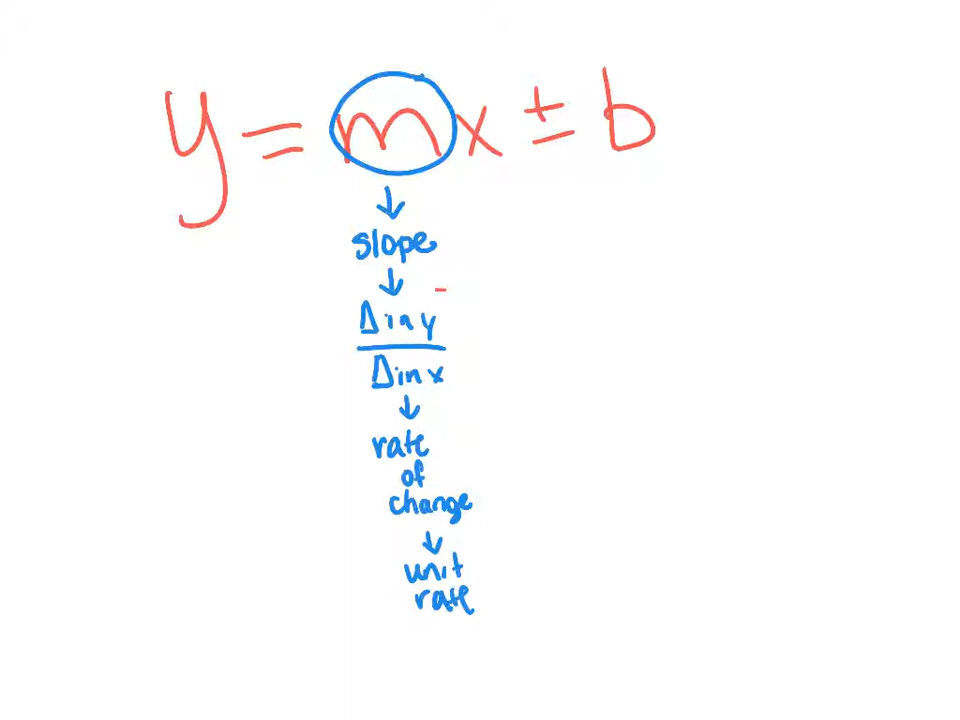 y = mx ± b
↓
slope
↓
Δ in y
Δ in x
↓
rate
of
change
↓
unit
rate